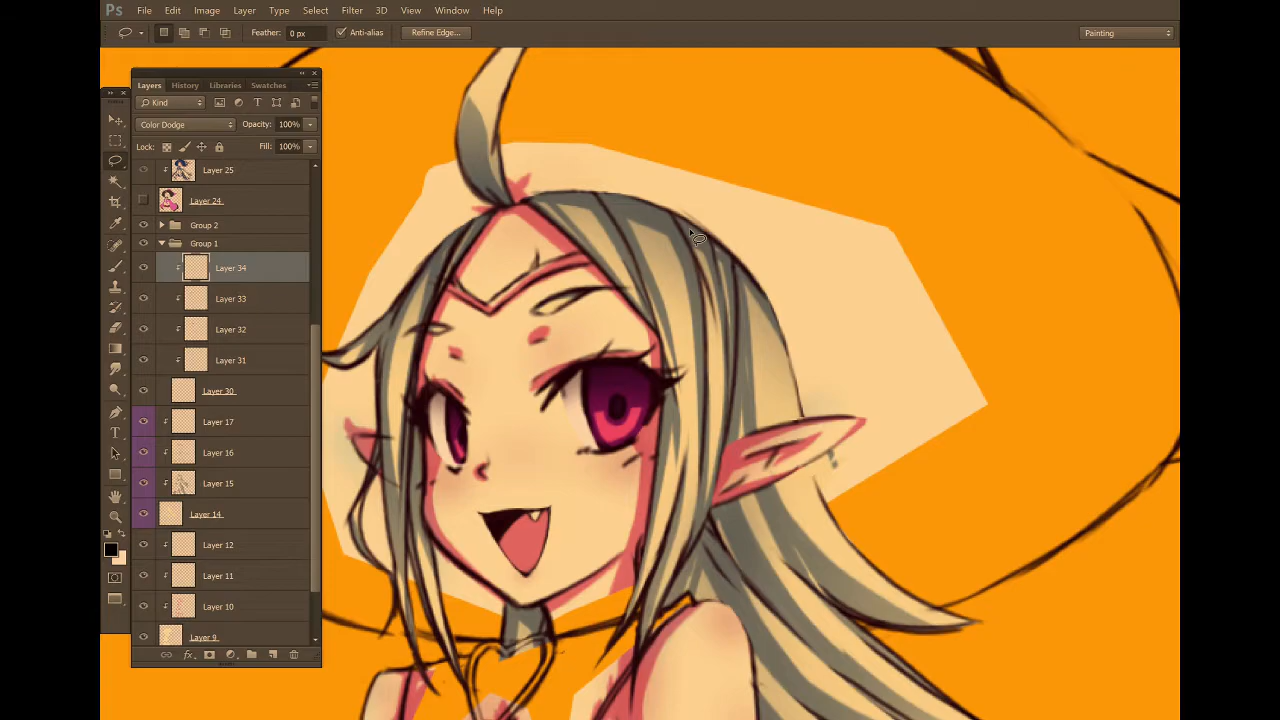 Ps File Edit Image Layer Type Select Filter 3D View Window Help
Feather: 0 px Anti-alias Refine Edge... Painting
Layers History Libraries Swatches
Kind T
Color Dodge Opacity: 100%
Lock: Fill: 100%
Layer 25
Layer 24
Group 2
Group 1
Layer 34
Layer 33
Layer 32
Layer 31
Layer 30
Layer 17
Layer 16
Layer 15
Layer 14
Layer 12
Layer 11
Layer 10
Layer 9
fx